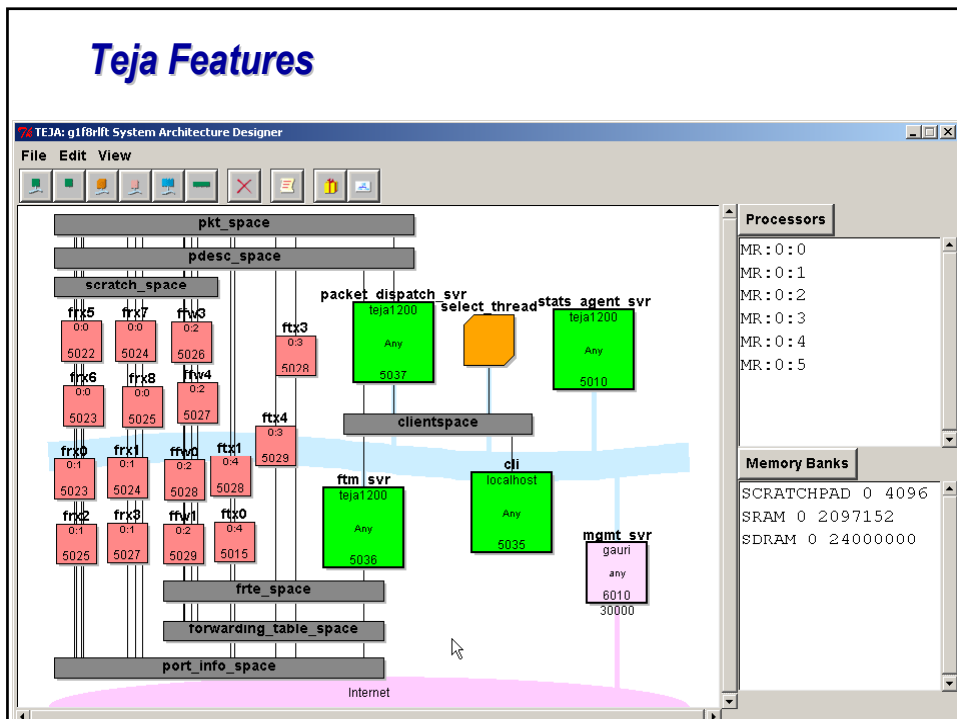 Teja Features
TEJA: g1f8rlft System Architecture Designer
File Edit View
pkt_space
pdesc_space
scratch_space
frx5
0:0
5022
frx7
0:0
5024
ffw3
0:2
5026
ftx3
0:3
5028
packet_dispatch_svr
teja1200
Any
5037
select_thread
stats_agent_svr
teja1200
Any
5010
frx6
0:0
5023
frx8
0:0
5025
ffw4
0:2
5027
ftx4
0:3
5029
clientspace
frx0
0:1
5023
frx1
0:1
5024
ffw0
0:2
5028
ftx1
0:4
5028
ftm_svr
teja1200
Any
5036
cli
localhost
Any
5035
frx2
0:1
5025
frx3
0:1
5027
ffw1
0:2
5029
ftx0
0:4
5015
mgmt_svr
gauri
any
6010
30000
frte_space
forwarding_table_space
port_info_space
Internet
Processors
MR:0:0
MR:0:1
MR:0:2
MR:0:3
MR:0:4
MR:0:5
Memory Banks
SCRATCHPAD 0 4096
SRAM 0 2097152
SDRAM 0 24000000